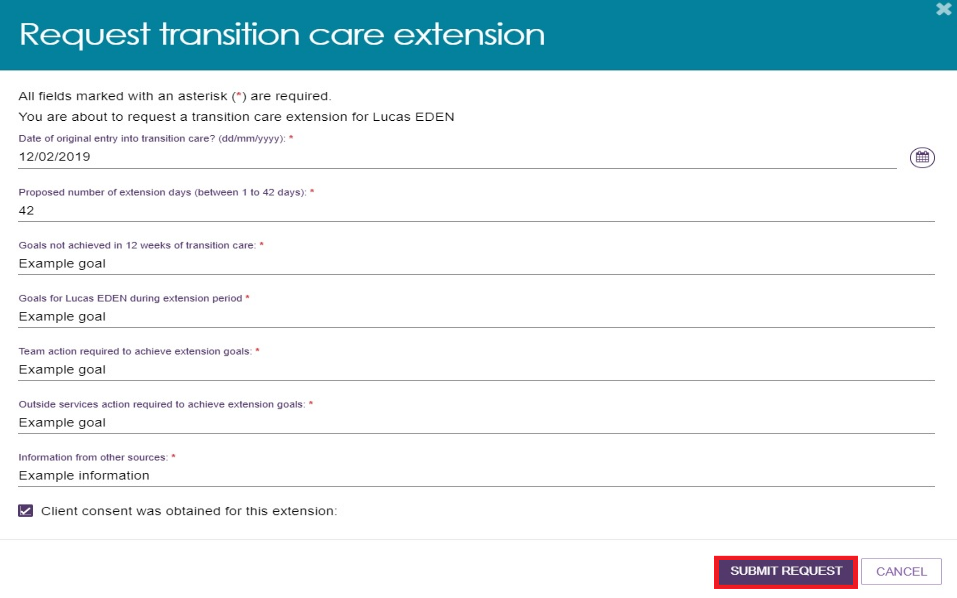 Request transition care extension
All fields marked with an asterisk (*) are required.
You are about to request a transition care extension for Lucas EDEN
Date of original entry into transition care? (dd/mm/yyyy): *
12/02/2019
Proposed number of extension days (between 1 to 42 days): *
42
Goals not achieved in 12 weeks of transition care: *
Example goal
Goals for Lucas EDEN during extension period *
Example goal
Team action required to achieve extension goals: *
Example goal
Outside services action required to achieve extension goals: *
Example goal
Information from other sources: *
Example information
Client consent was obtained for this extension:
SUBMIT REQUEST CANCEL